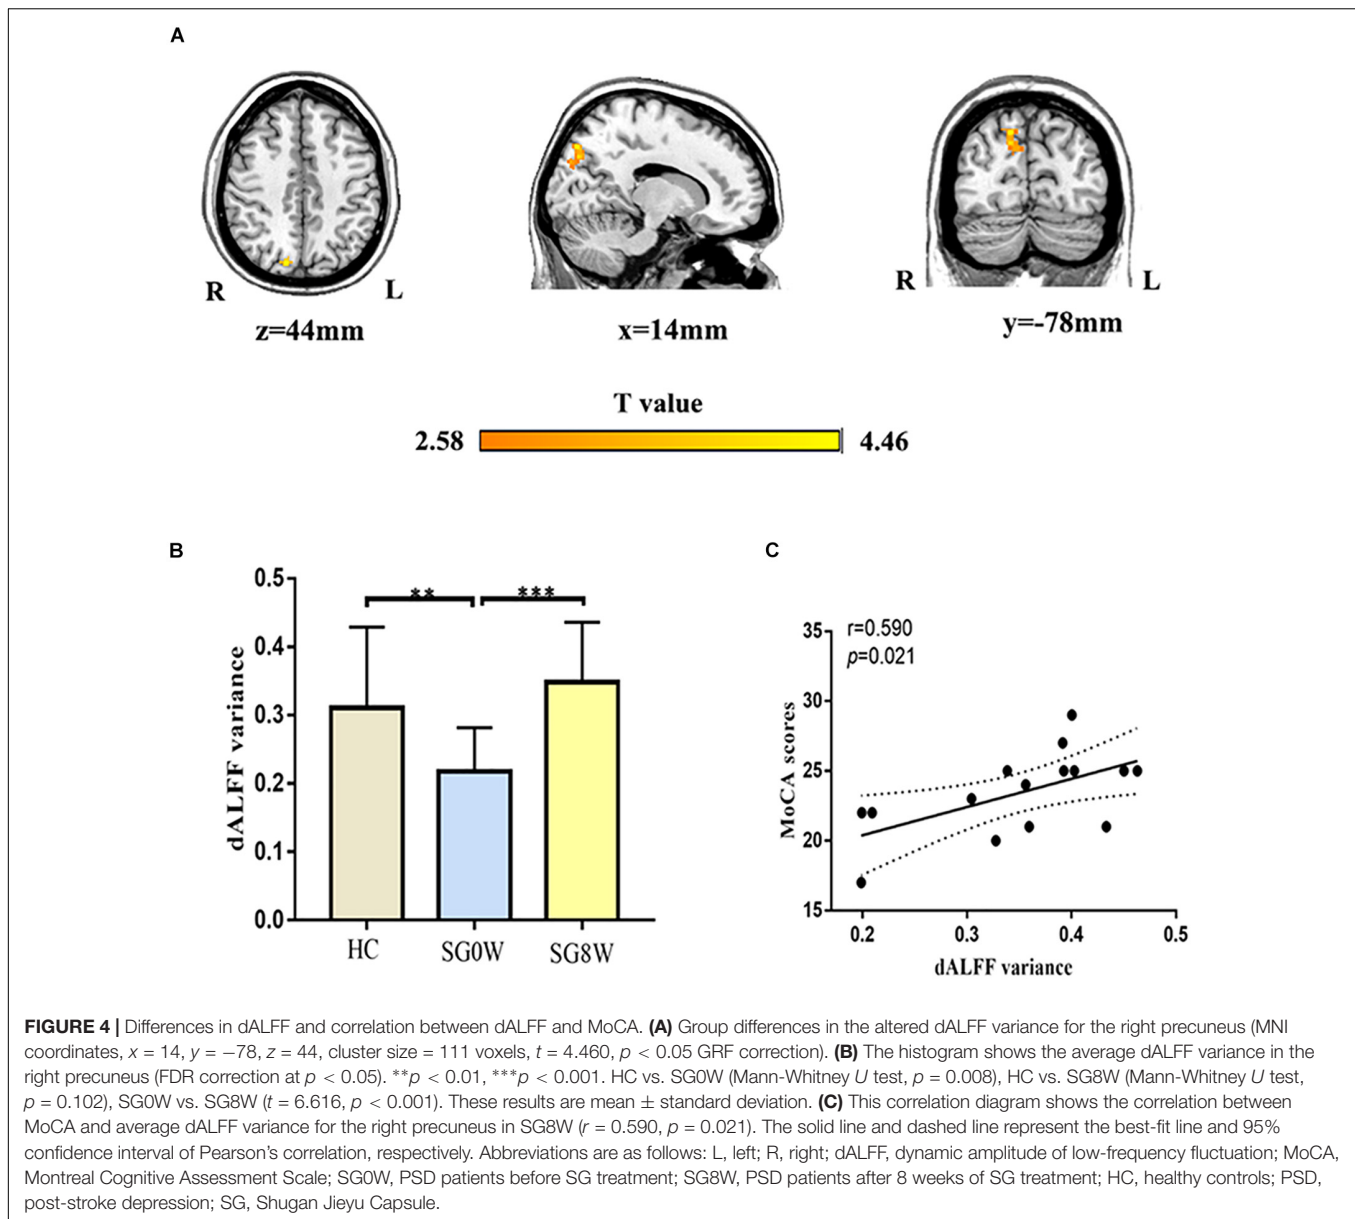 A
R L
z=44mm
x=14mm
R L
y=-78mm
T value
2.58 4.46
B
dALFF variance
0.5
0.4
0.3
0.2
0.1
0.0
** ***
HC SG0W SG8W
C
r=0.590
p=0.021
MoCA scores
35
30
25
20
15
0.2 0.3 0.4 0.5
dALFF variance
FIGURE 4 | Differences in dALFF and correlation between dALFF and MoCA. (A) Group differences in the altered dALFF variance for the right precuneus (MNI
coordinates, x = 14, y = −78, z = 44, cluster size = 111 voxels, t = 4.460, p < 0.05 GRF correction). (B) The histogram shows the average dALFF variance in the
right precuneus (FDR correction at p < 0.05). **p < 0.01, ***p < 0.001. HC vs. SG0W (Mann-Whitney U test, p = 0.008), HC vs. SG8W (Mann-Whitney U test,
p = 0.102), SG0W vs. SG8W (t = 6.616, p < 0.001). These results are mean ± standard deviation. (C) This correlation diagram shows the correlation between
MoCA and average dALFF variance for the right precuneus in SG8W (r = 0.590, p = 0.021). The solid line and dashed line represent the best-fit line and 95%
confidence interval of Pearson's correlation, respectively. Abbreviations are as follows: L, left; R, right; dALFF, dynamic amplitude of low-frequency fluctuation; MoCA,
Montreal Cognitive Assessment Scale; SG0W, PSD patients before SG treatment; SG8W, PSD patients after 8 weeks of SG treatment; HC, healthy controls; PSD,
post-stroke depression; SG, Shugan Jieyu Capsule.